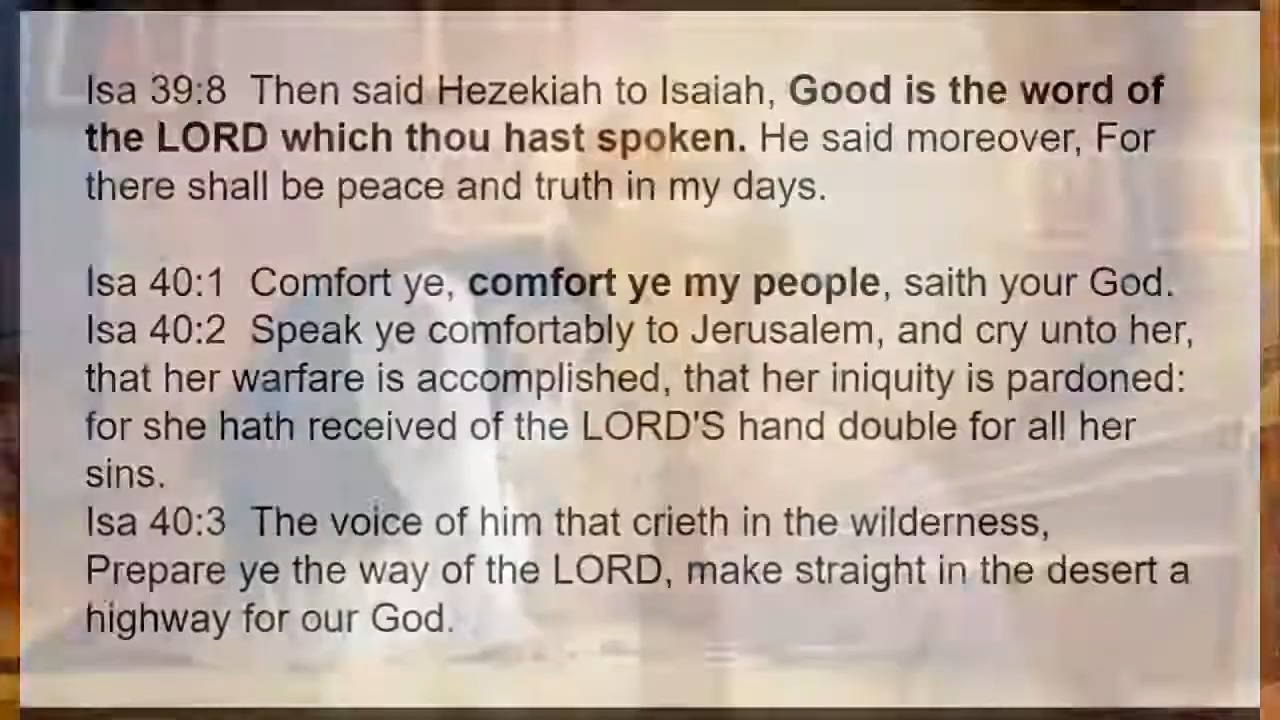 Isa 39:8  Then said Hezekiah to Isaiah, Good is the word of
the LORD which thou hast spoken. He said moreover, For
there shall be peace and truth in my days.
Isa 40:1  Comfort ye, comfort ye my people, saith your God.
Isa 40:2  Speak ye comfortably to Jerusalem, and cry unto her,
that her warfare is accomplished, that her iniquity is pardoned:
for she hath received of the LORD'S hand double for all her
sins.
Isa 40:3  The voice of him that crieth in the wilderness,
Prepare ye the way of the LORD, make straight in the desert a
highway for our God.